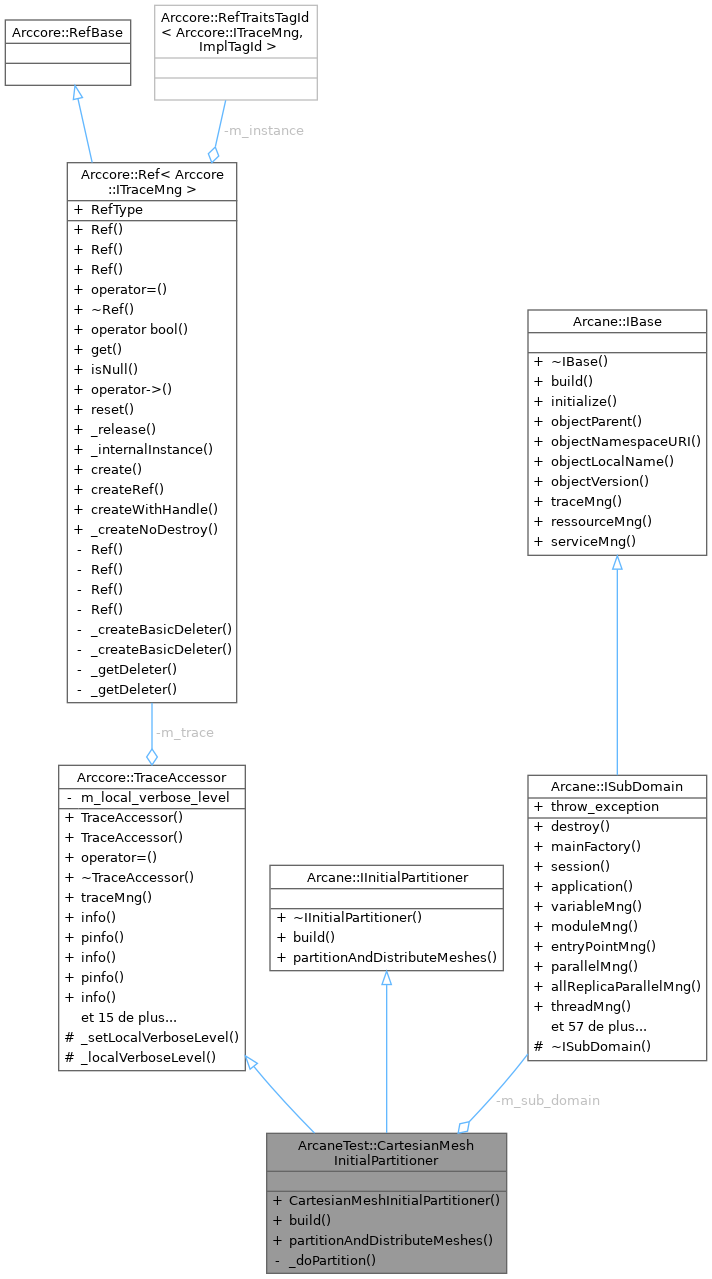 Arccore::RefBase
Arccore::RefTraitsTagId
< Arccore::ITraceMng,
ImplTagId >
-m_instance
Arccore::Ref< Arccore
::ITraceMng >
+ RefType
+ Ref()
+ Ref()
+ Ref()
+ operator=()
+ ~Ref()
+ operator bool()
+ get()
+ isNull()
+ operator->()
+ reset()
+ _release()
+ _internalInstance()
+ create()
+ createRef()
+ createWithHandle()
+ _createNoDestroy()
- Ref()
- Ref()
- Ref()
- Ref()
- _createBasicDeleter()
- _createBasicDeleter()
- _getDeleter()
- _getDeleter()
-m_trace
Arcane::IBase
+ ~IBase()
+ build()
+ initialize()
+ objectParent()
+ objectNamespaceURI()
+ objectLocalName()
+ objectVersion()
+ traceMng()
+ ressourceMng()
+ serviceMng()
Arccore::TraceAccessor
- m_local_verbose_level
+ TraceAccessor()
+ TraceAccessor()
+ operator=()
+ ~TraceAccessor()
+ traceMng()
+ info()
+ pinfo()
+ info()
+ pinfo()
+ info()
et 15 de plus...
# _setLocalVerboseLevel()
# _localVerboseLevel()
Arcane::IInitialPartitioner
+ ~IInitialPartitioner()
+ build()
+ partitionAndDistributeMeshes()
Arcane::ISubDomain
+ throw_exception
+ destroy()
+ mainFactory()
+ session()
+ application()
+ variableMng()
+ moduleMng()
+ entryPointMng()
+ parallelMng()
+ allReplicaParallelMng()
+ threadMng()
et 57 de plus...
# ~ISubDomain()
-m_sub_domain
ArcaneTest::CartesianMesh
InitialPartitioner
+ CartesianMeshInitialPartitioner()
+ build()
+ partitionAndDistributeMeshes()
- _doPartition()